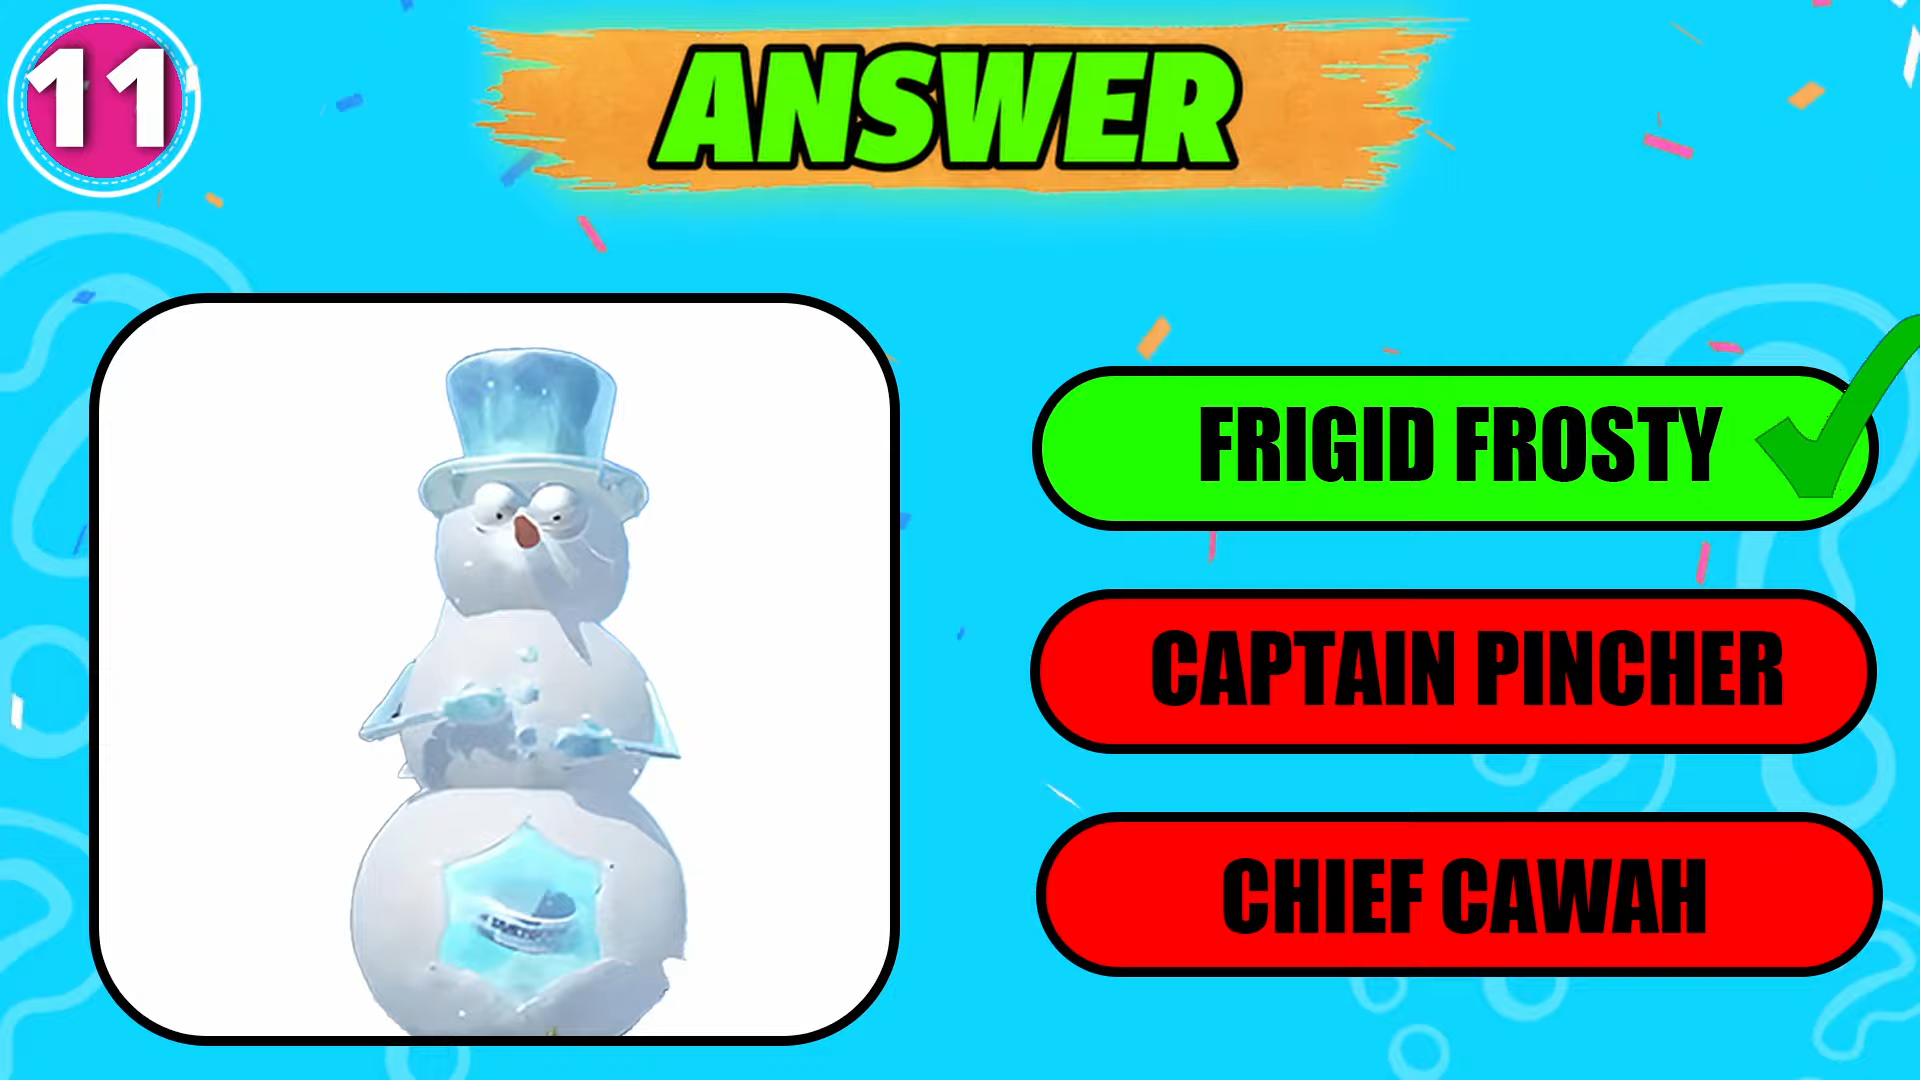 11
ANSWER
FRIGID FROSTY
CAPTAIN PINCHER
CHIEF CAWAH